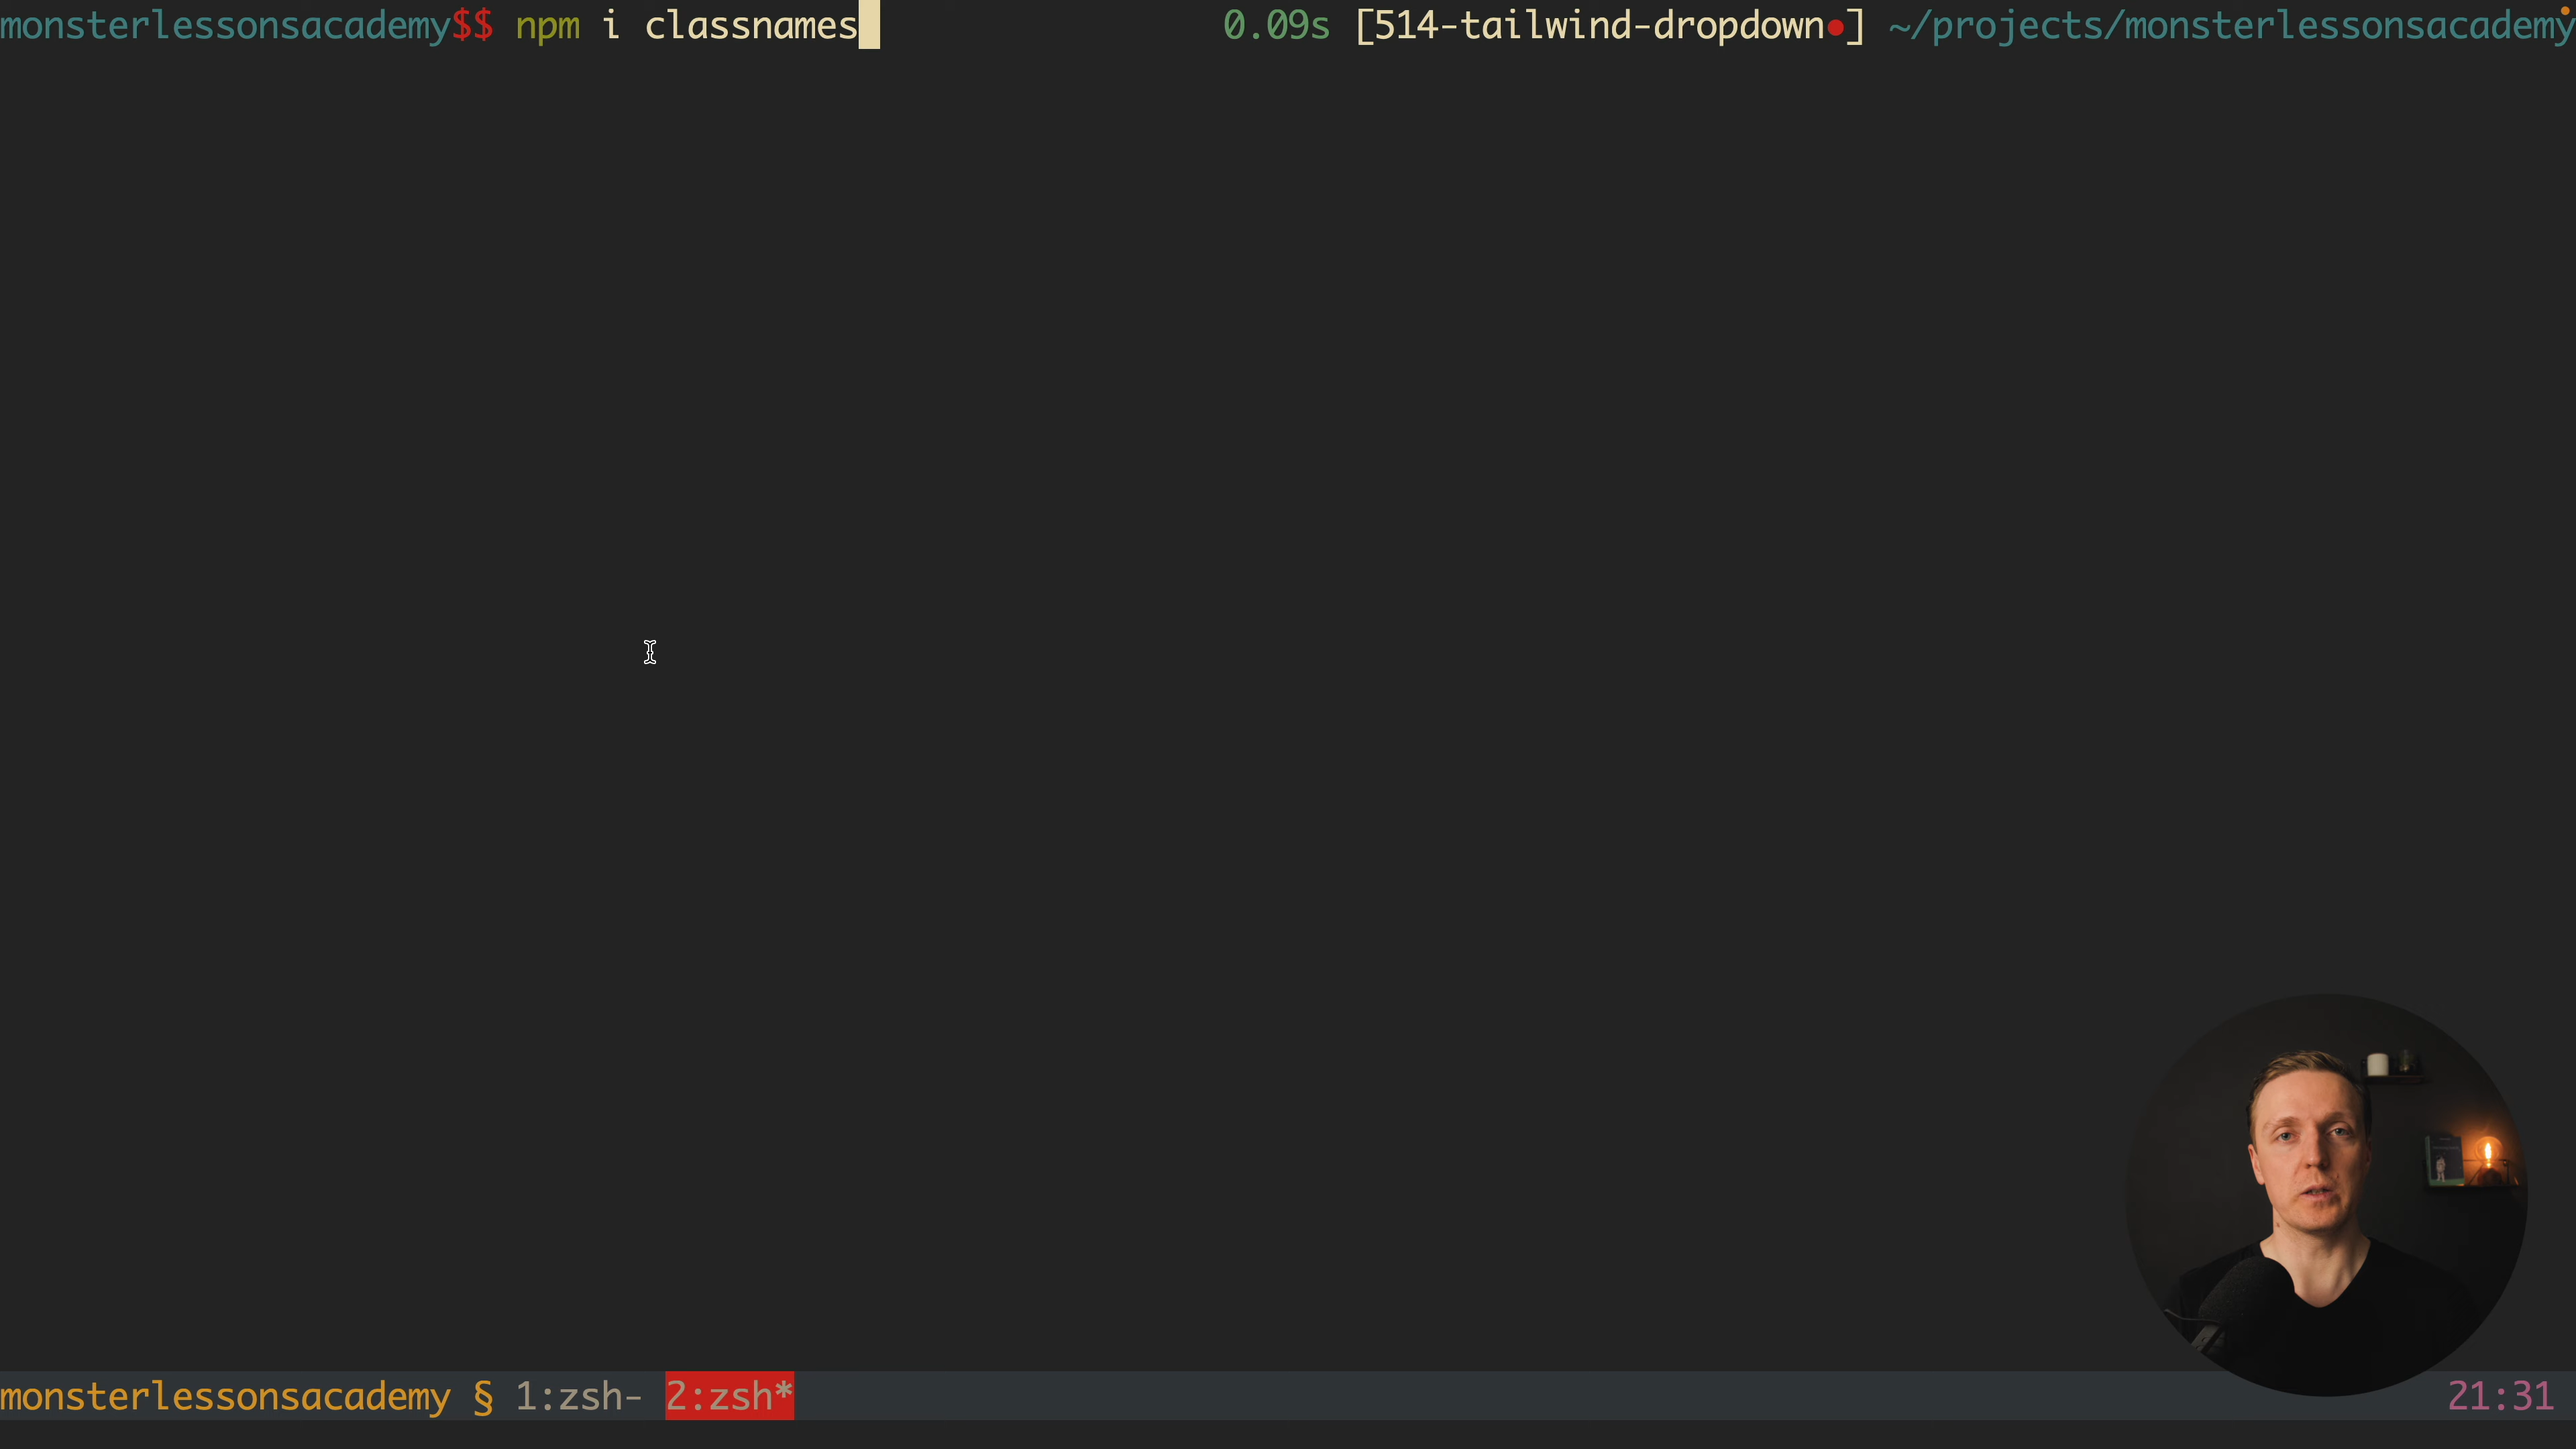 monsterlessonsacademy$$ npm i classnames 0.09s [514-tailwind-dropdown●] ~/projects/monsterlessonsacademy
monsterlessonsacademy § 1:zsh- 2:zsh* 21:31